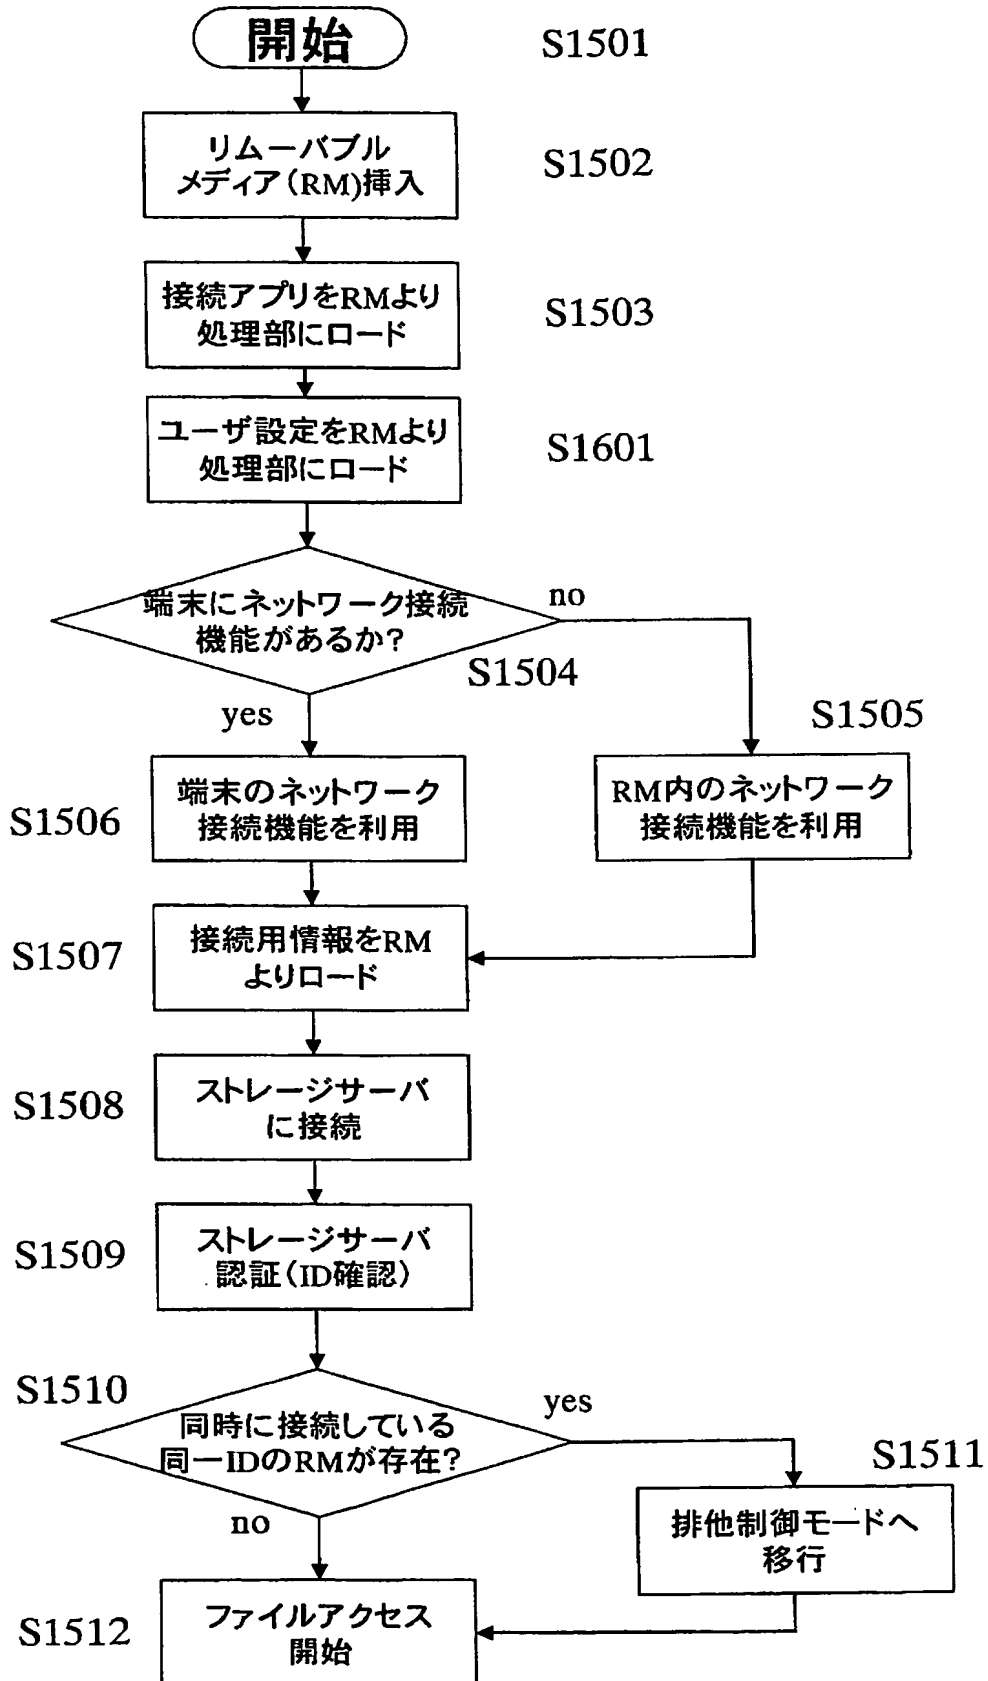 開始
S1501
リムーバブル
メディア(RM)挿入
S1502
接続アプリをRMより
処理部にロード
S1503
ユーザ設定をRMより
処理部にロード
S1601
端末にネットワーク接続
機能があるか?
no
S1504
yes
S1505
端末のネットワーク
接続機能を利用
S1506
RM内のネットワーク
接続機能を利用
接続用情報をRM
よりロード
S1507
ストレージサーバ
に接続
S1508
ストレージサーバ
認証(ID確認)
S1509
S1510
同時に接続している
同一IDのRMが存在?
yes
S1511
no
排他制御モードへ
移行
ファイルアクセス
開始
S1512